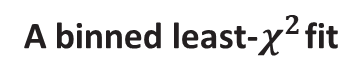 A binned least-χ² fit